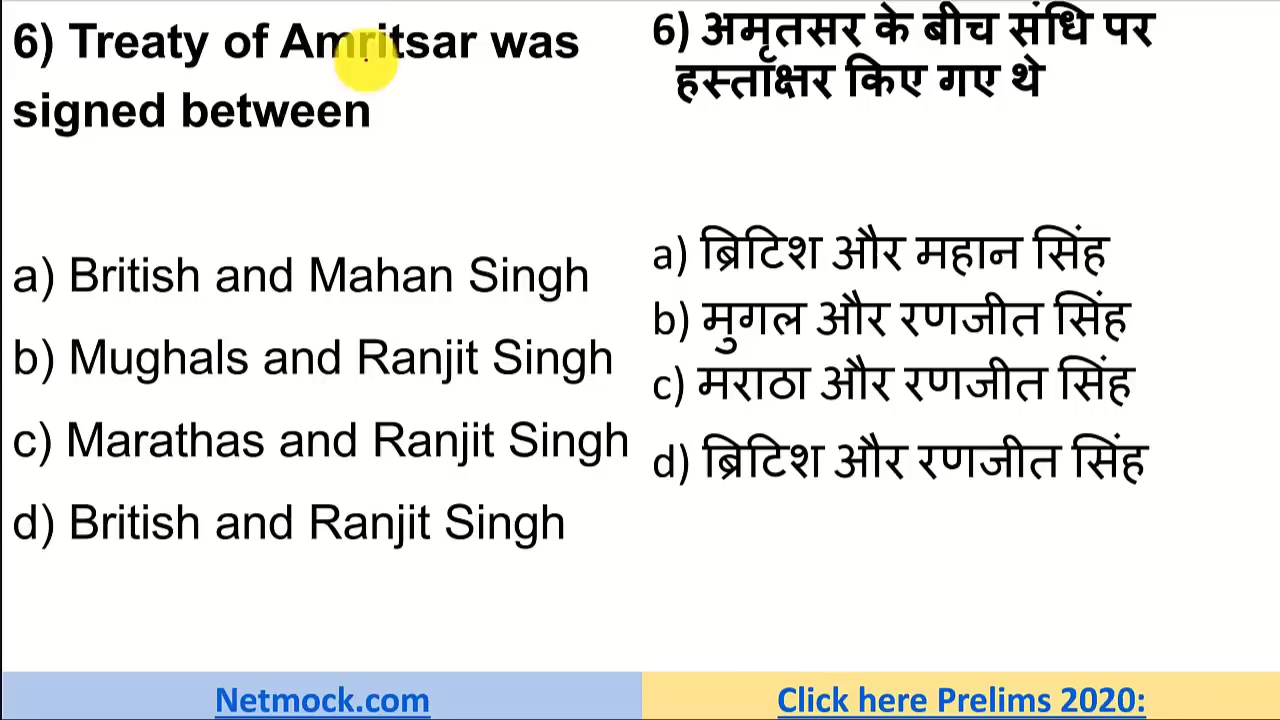 6) Treaty of Amritsar was
signed between
a) British and Mahan Singh
b) Mughals and Ranjit Singh
c) Marathas and Ranjit Singh
d) British and Ranjit Singh
6) अमृतसर के बीच संधि पर
हस्ताक्षर किए गए थे
a) ब्रिटिश और महान सिंह
b) मुगल और रणजीत सिंह
c) मराठा और रणजीत सिंह
d) ब्रिटिश और रणजीत सिंह
Netmock.com
Click here Prelims 2020: